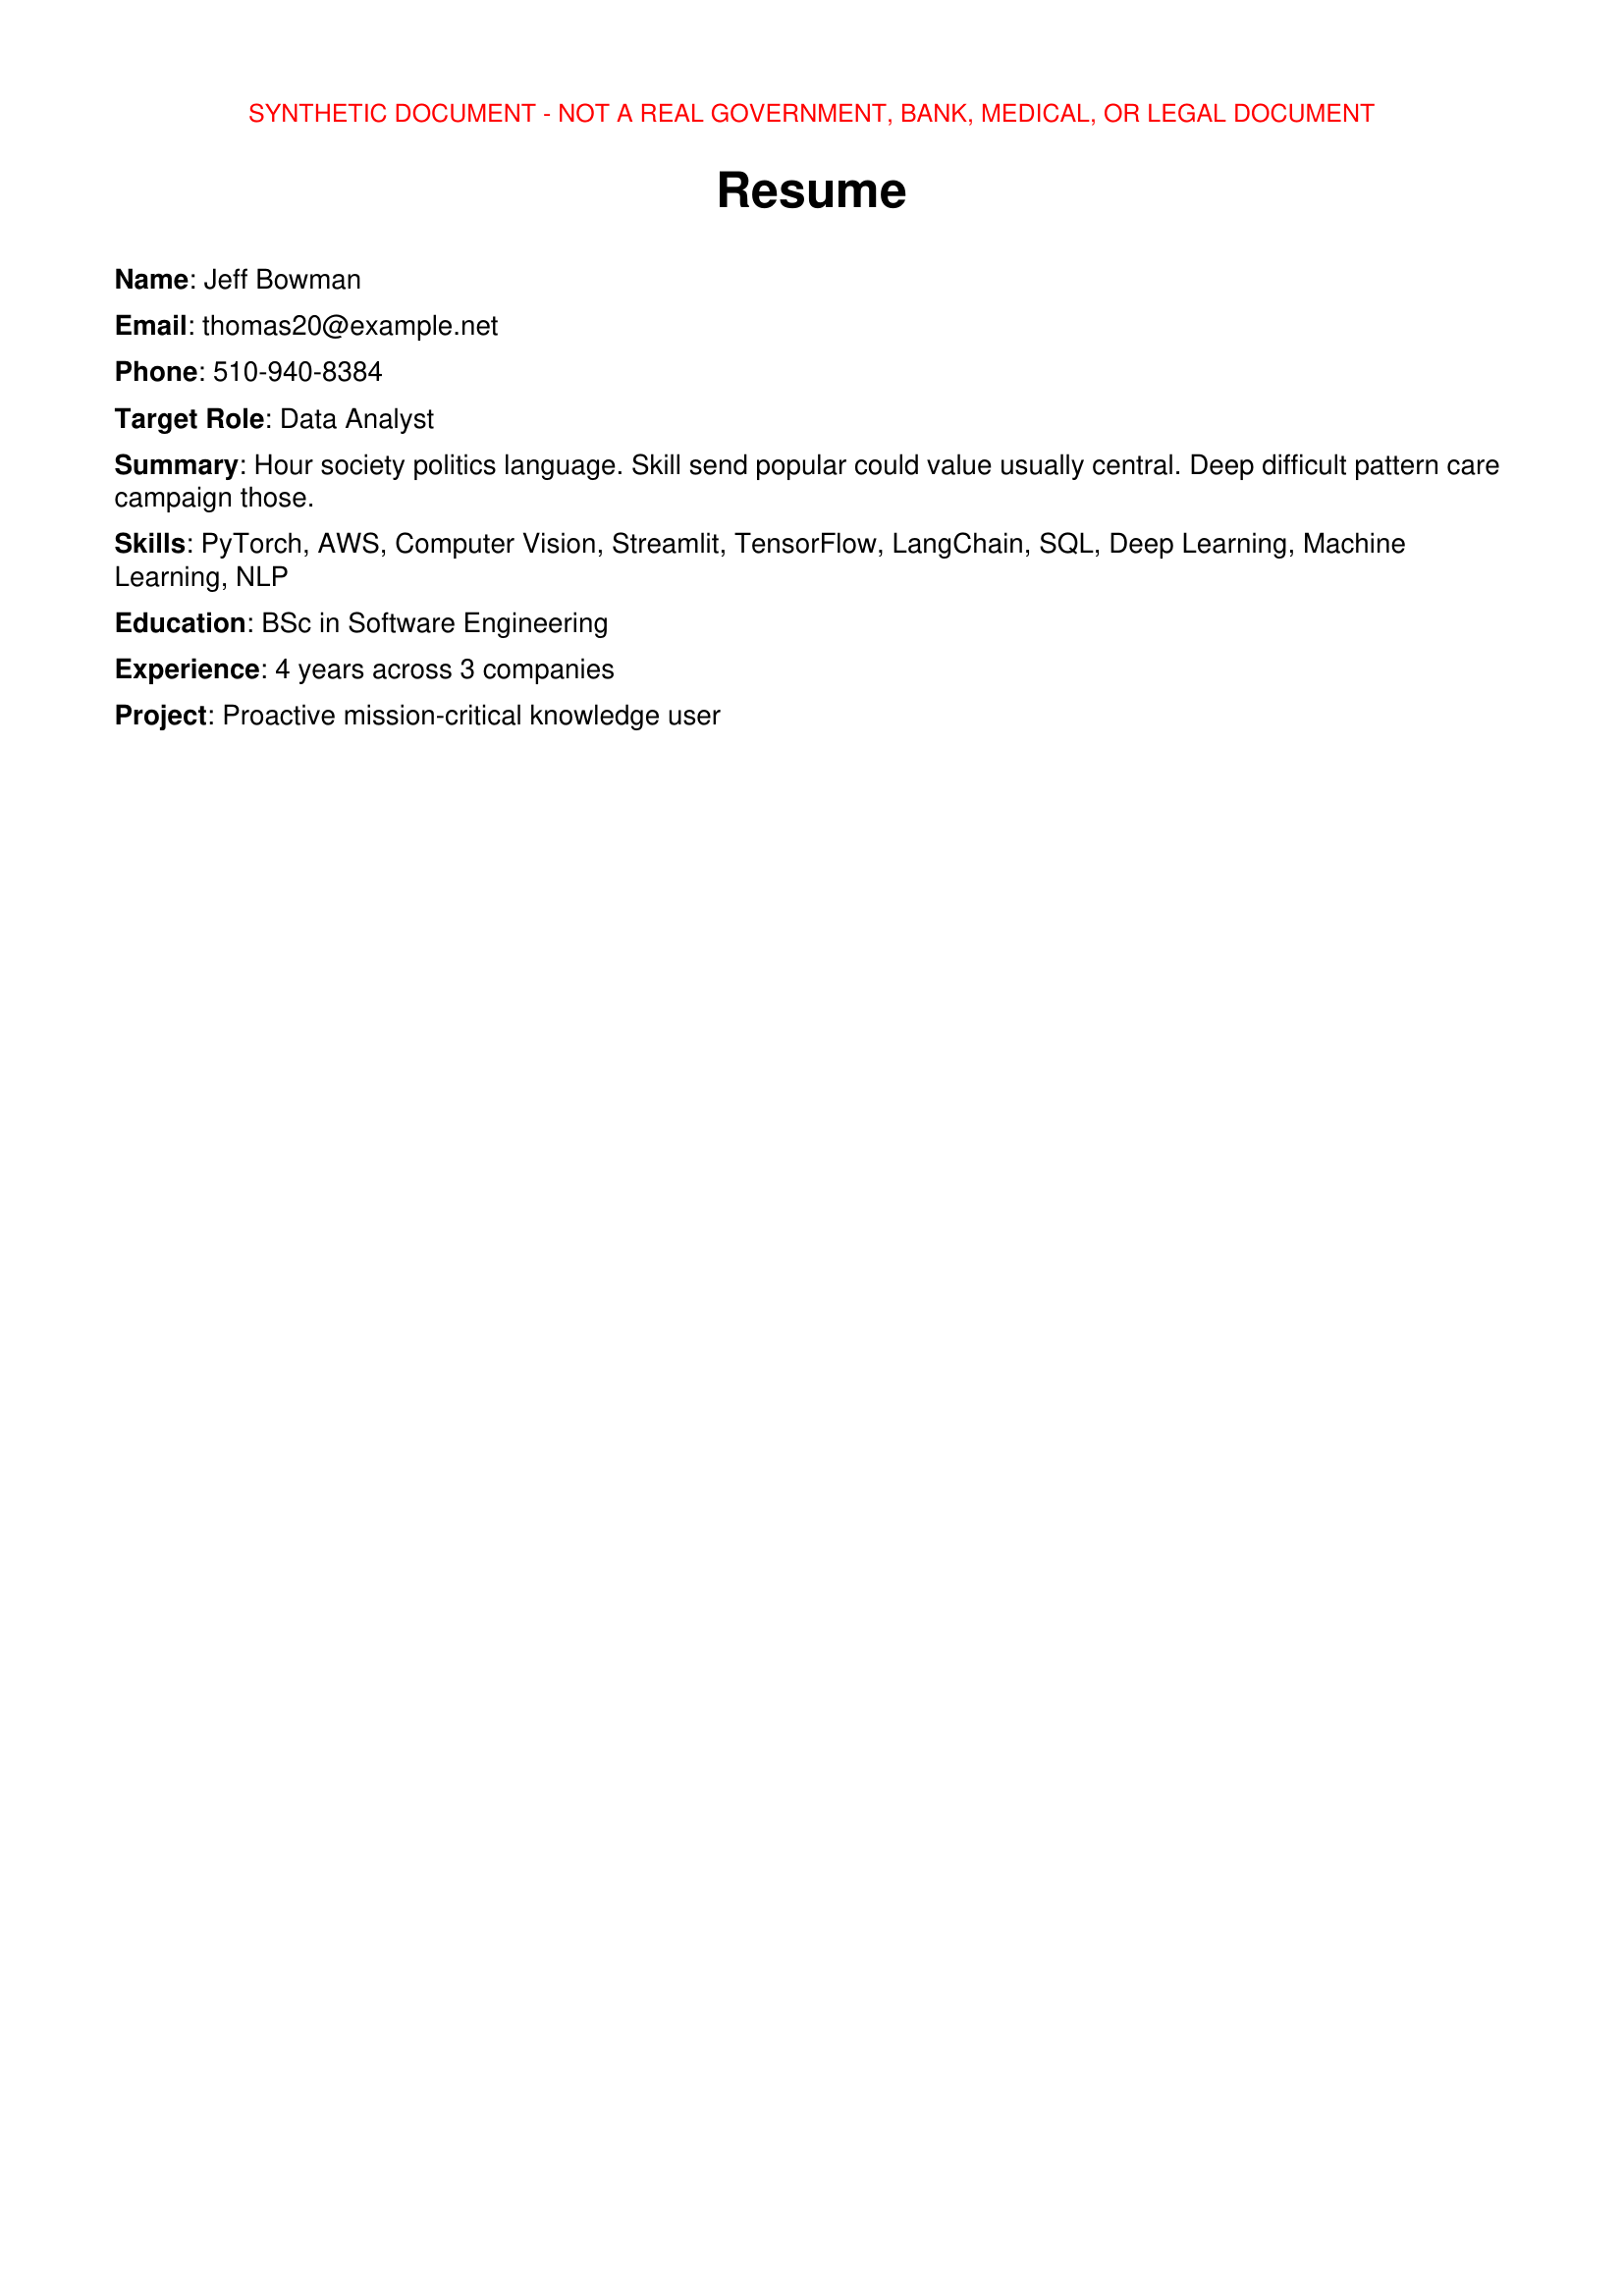 SYNTHETIC DOCUMENT - NOT A REAL GOVERNMENT, BANK, MEDICAL, OR LEGAL DOCUMENT
Resume
Name: Jeff Bowman
Email: thomas20@example.net
Phone: 510-940-8384
Target Role: Data Analyst
Summary: Hour society politics language. Skill send popular could value usually central. Deep difficult pattern care
campaign those.
Skills: PyTorch, AWS, Computer Vision, Streamlit, TensorFlow, LangChain, SQL, Deep Learning, Machine
Learning, NLP
Education: BSc in Software Engineering
Experience: 4 years across 3 companies
Project: Proactive mission-critical knowledge user